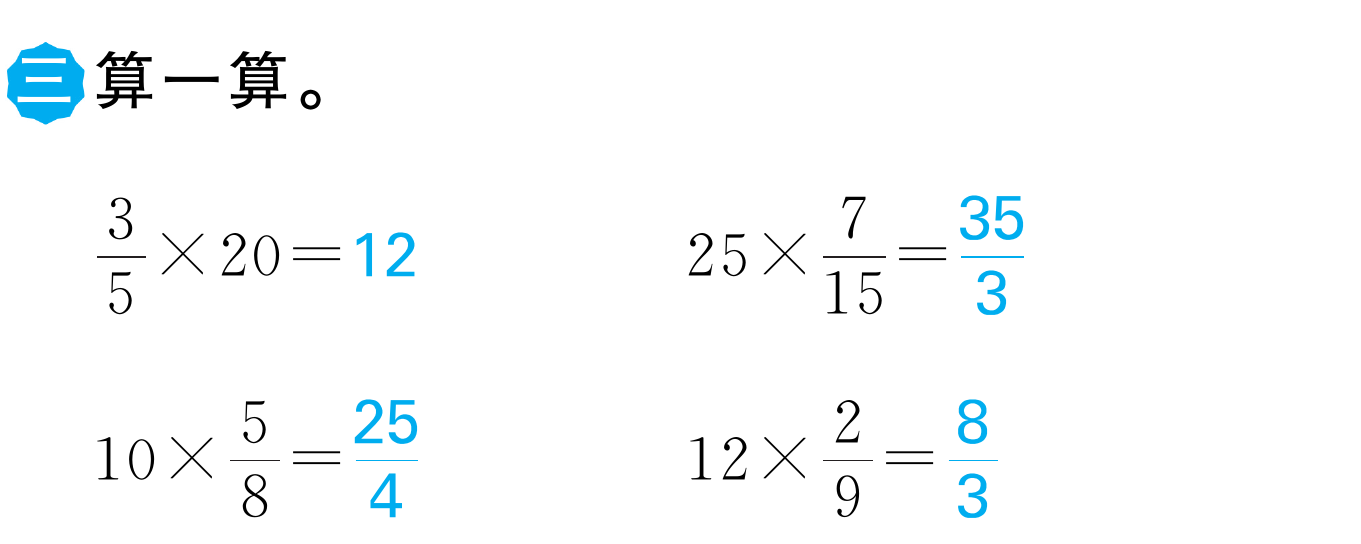 三 算一算。
3/5 × 20 = 12    25 × 7/15 = 35/3
10 × 5/8 = 25/4    12 × 2/9 = 8/3